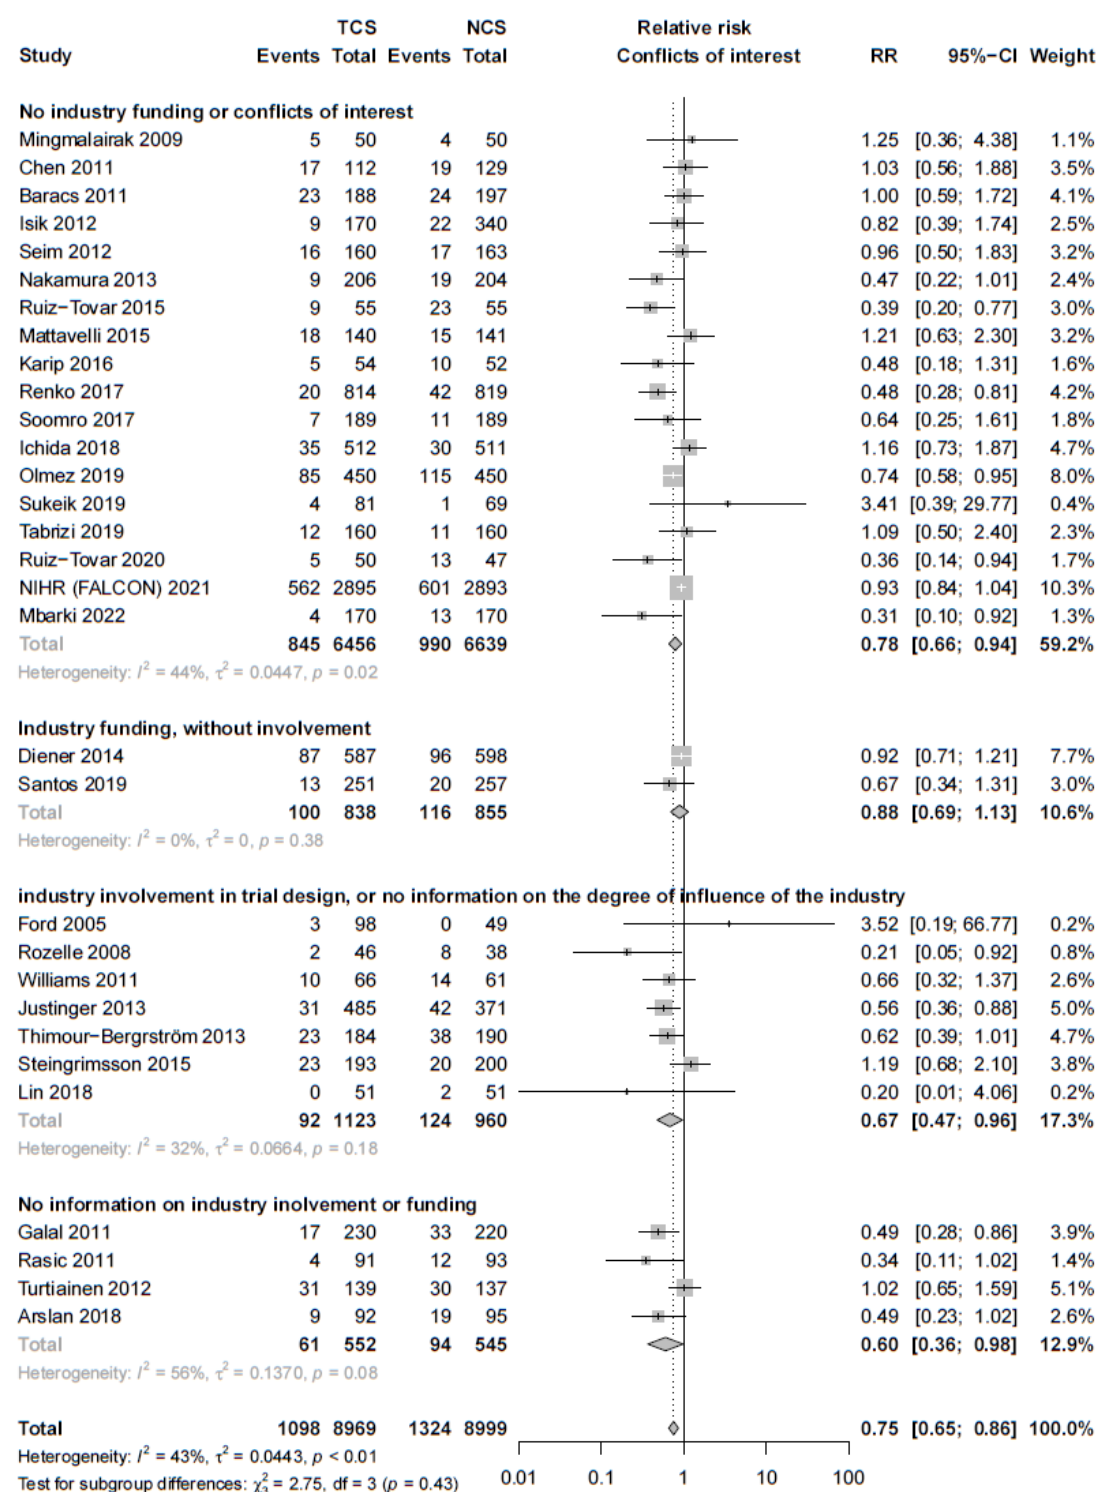 TCS NCS Relative risk
Study Events Total Events Total Conflicts of interest RR 95%−CI Weight
No industry funding or conflicts of interest
Mingmalairak 2009 5 50 4 50 1.25 [0.36; 4.38] 1.1%
Chen 2011 17 112 19 129 1.03 [0.56; 1.88] 3.5%
Baracs 2011 23 188 24 197 1.00 [0.59; 1.72] 4.1%
Isik 2012 9 170 22 340 0.82 [0.39; 1.74] 2.5%
Seim 2012 16 160 17 163 0.96 [0.50; 1.83] 3.2%
Nakamura 2013 9 206 19 204 0.47 [0.22; 1.01] 2.4%
Ruiz−Tovar 2015 9 55 23 55 0.39 [0.20; 0.77] 3.0%
Mattavelli 2015 18 140 15 141 1.21 [0.63; 2.30] 3.2%
Karip 2016 5 54 10 52 0.48 [0.18; 1.31] 1.6%
Renko 2017 20 814 42 819 0.48 [0.28; 0.81] 4.2%
Soomro 2017 7 189 11 189 0.64 [0.25; 1.61] 1.8%
Ichida 2018 35 512 30 511 1.16 [0.73; 1.87] 4.7%
Olmez 2019 85 450 115 450 0.74 [0.58; 0.95] 8.0%
Sukeik 2019 4 81 1 69 3.41 [0.39; 29.77] 0.4%
Tabrizi 2019 12 160 11 160 1.09 [0.50; 2.40] 2.3%
Ruiz−Tovar 2020 5 50 13 47 0.36 [0.14; 0.94] 1.7%
NIHR (FALCON) 2021 562 2895 601 2893 0.93 [0.84; 1.04] 10.3%
Mbarki 2022 4 170 13 170 0.31 [0.10; 0.92] 1.3%
Total 845 6456 990 6639 0.78 [0.66; 0.94] 59.2%
Heterogeneity: I² = 44%, τ² = 0.0447, p = 0.02
Industry funding, without involvement
Diener 2014 87 587 96 598 0.92 [0.71; 1.21] 7.7%
Santos 2019 13 251 20 257 0.67 [0.34; 1.31] 3.0%
Total 100 838 116 855 0.88 [0.69; 1.13] 10.6%
Heterogeneity: I² = 0%, τ² = 0, p = 0.38
industry involvement in trial design, or no information on the degree of influence of the industry
Ford 2005 3 98 0 49 3.52 [0.19; 66.77] 0.2%
Rozelle 2008 2 46 8 38 0.21 [0.05; 0.92] 0.8%
Williams 2011 10 66 14 61 0.66 [0.32; 1.37] 2.6%
Justinger 2013 31 485 42 371 0.56 [0.36; 0.88] 5.0%
Thimour−Bergrström 2013 23 184 38 190 0.62 [0.39; 1.01] 4.7%
Steingrimsson 2015 23 193 20 200 1.19 [0.68; 2.10] 3.8%
Lin 2018 0 51 2 51 0.20 [0.01; 4.06] 0.2%
Total 92 1123 124 960 0.67 [0.47; 0.96] 17.3%
Heterogeneity: I² = 32%, τ² = 0.0664, p = 0.18
No information on industry inolvement or funding
Galal 2011 17 230 33 220 0.49 [0.28; 0.86] 3.9%
Rasic 2011 4 91 12 93 0.34 [0.11; 1.02] 1.4%
Turtiainen 2012 31 139 30 137 1.02 [0.65; 1.59] 5.1%
Arslan 2018 9 92 19 95 0.49 [0.23; 1.02] 2.6%
Total 61 552 94 545 0.60 [0.36; 0.98] 12.9%
Heterogeneity: I² = 56%, τ² = 0.1370, p = 0.08
Total 1098 8969 1324 8999 0.75 [0.65; 0.86] 100.0%
Heterogeneity: I² = 43%, τ² = 0.0443, p < 0.01
Test for subgroup differences: χ²₃ = 2.75, df = 3 (p = 0.43) 0.01 0.1 1 10 100